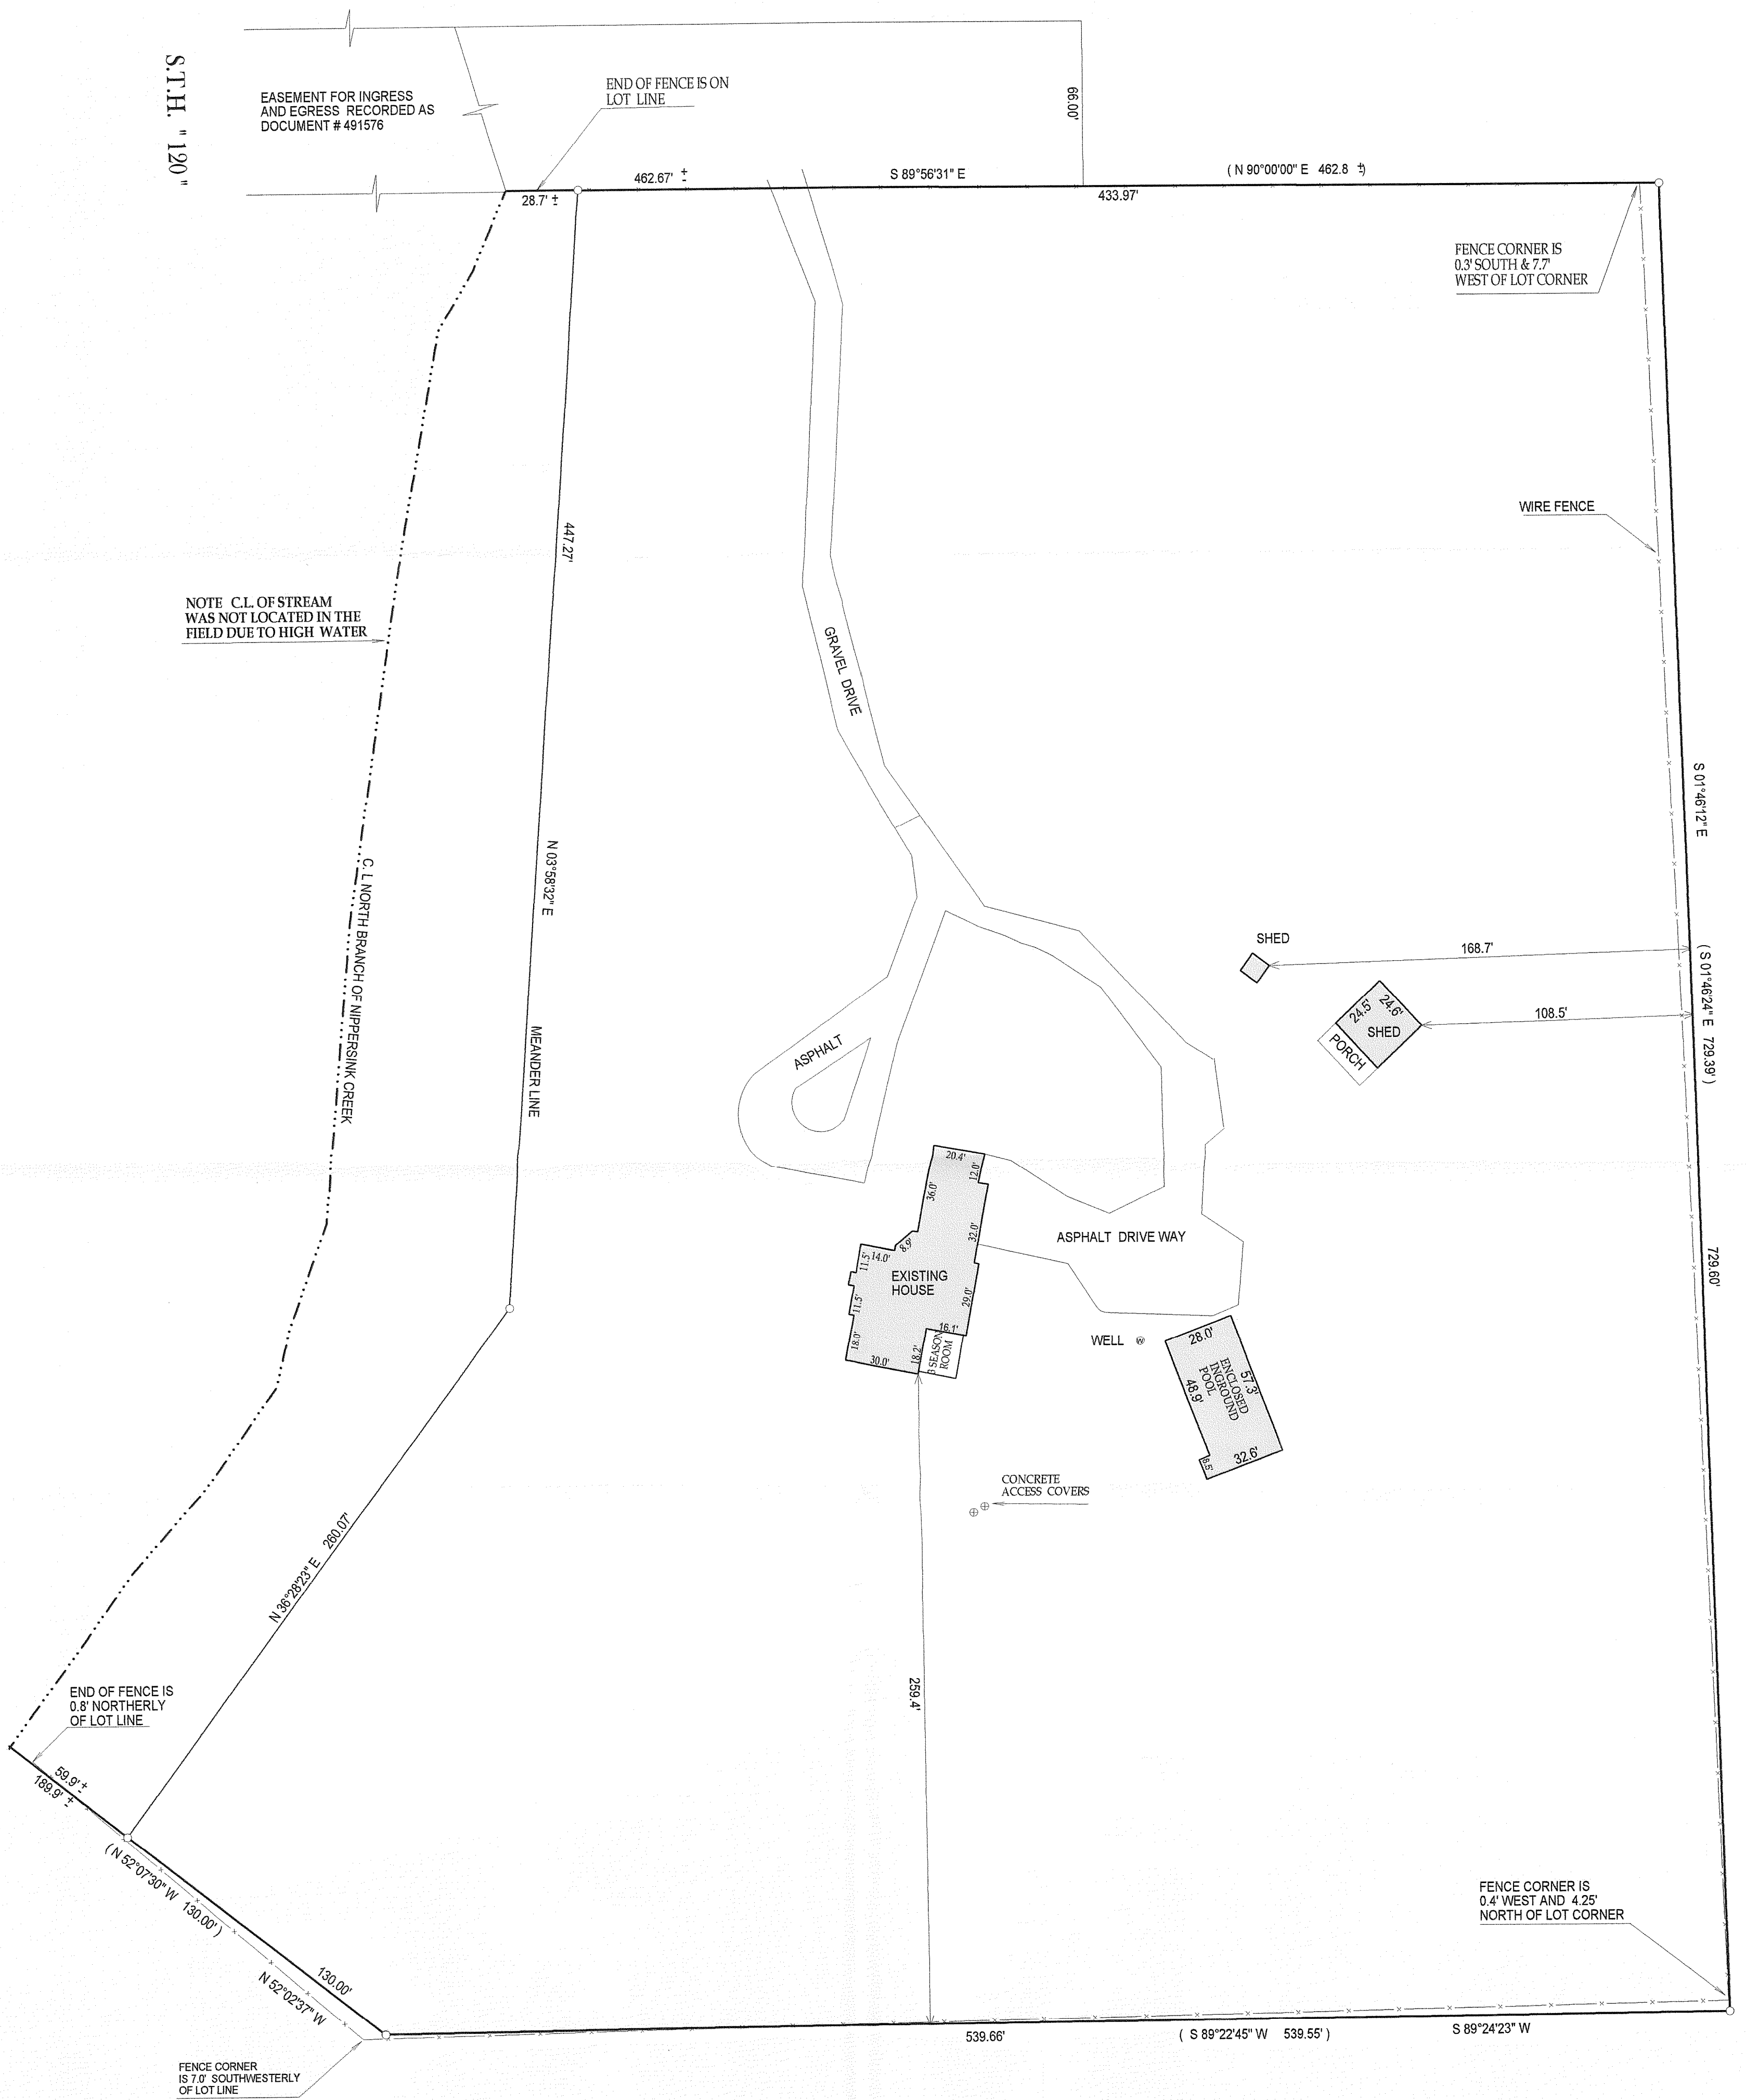 S.T.H. " 120 "
EASEMENT FOR INGRESS
AND EGRESS RECORDED AS
DOCUMENT # 491576
END OF FENCE IS ON
LOT LINE
66.00'
28.7' ±
462.67' ±
S 89°56'31" E
( N 90°00'00" E 462.8 ±)
433.97'
FENCE CORNER IS
0.3' SOUTH & 7.7'
WEST OF LOT CORNER
WIRE FENCE
447.27'
NOTE C.L. OF STREAM
WAS NOT LOCATED IN THE
FIELD DUE TO HIGH WATER
GRAVEL DRIVE
S 01°46'12" E
N 03°58'32" E
C. L NORTH BRANCH OF NIPPERSINK CREEK
MEANDER LINE
SHED
168.7'
( S 01°46'24" E 729.39' )
24.5'
24.6'
SHED
PORCH
108.5'
ASPHALT
20.4'
12.0'
36.0'
32.0'
8.9'
14.0'
11.5'
EXISTING
HOUSE
11.5'
29.0'
18.0'
30.0'
16.1'
18.2'
3 SEASON
ROOM
ASPHALT DRIVE WAY
729.60'
WELL W
28.0'
57.3'
ENCLOSED
INGROUND
POOL
48.9'
32.6'
8.5'
CONCRETE
ACCESS COVERS
N 36°28'23" E 260.07'
259.4'
END OF FENCE IS
0.8' NORTHERLY
OF LOT LINE
59.9' ±
189.9' ±
( N 52°07'30" W 130.00' )
130.00'
N 52°02'37" W
FENCE CORNER IS
0.4' WEST AND 4.25'
NORTH OF LOT CORNER
539.66'
( S 89°22'45" W 539.55' )
S 89°24'23" W
FENCE CORNER
IS 7.0' SOUTHWESTERLY
OF LOT LINE